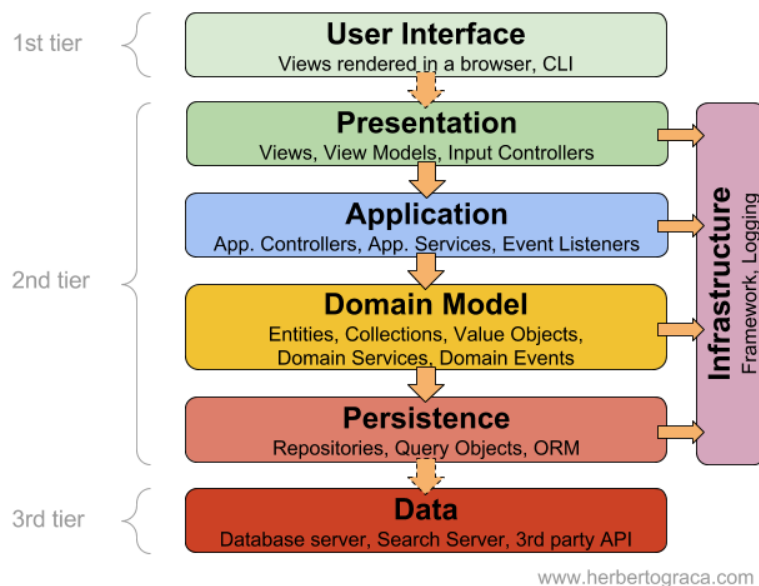 1st tier
User Interface
Views rendered in a browser, CLI
2nd tier
Presentation
Views, View Models, Input Controllers
Application
App. Controllers, App. Services, Event Listeners
Domain Model
Entities, Collections, Value Objects,
Domain Services, Domain Events
Persistence
Repositories, Query Objects, ORM
Infrastructure
Framework, Logging
3rd tier
Data
Database server, Search Server, 3rd party API
www.herbertograca.com